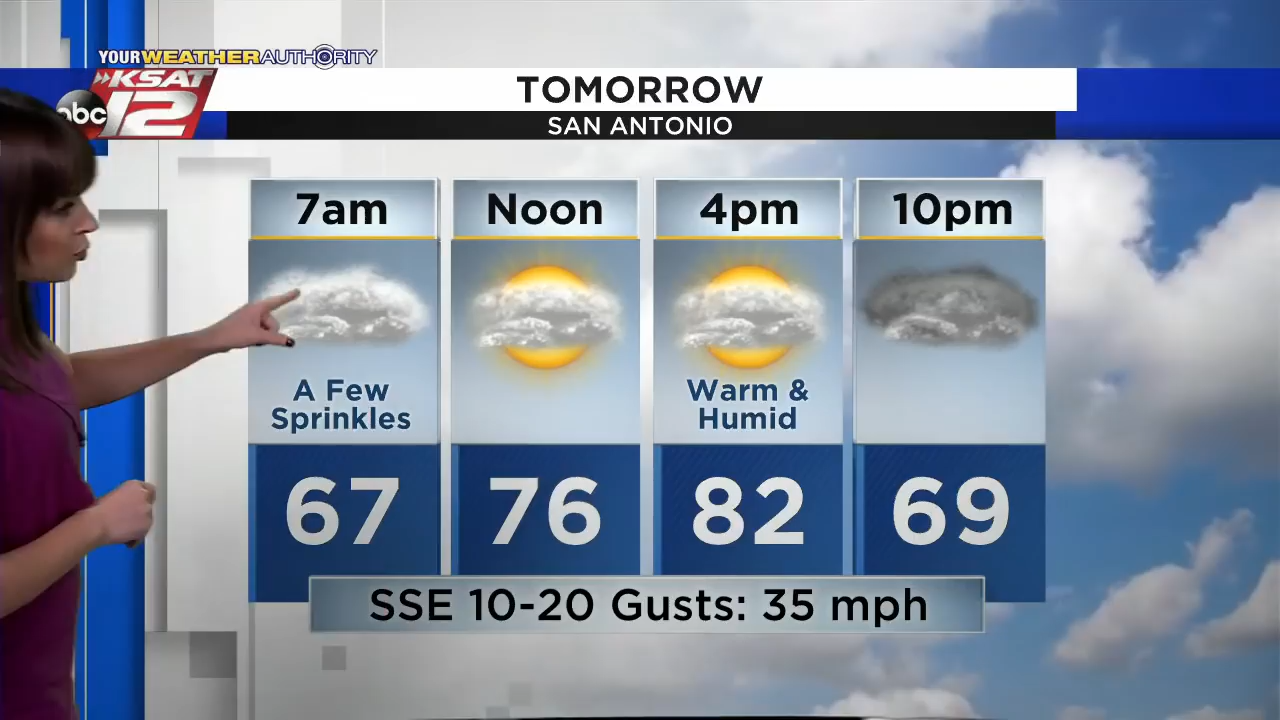 YOURWEATHERAUTHORITY
KSAT
abc 12
TOMORROW
SAN ANTONIO
7am
Noon
4pm
10pm
A Few
Sprinkles
Warm &
Humid
67
76
82
69
SSE 10-20 Gusts: 35 mph